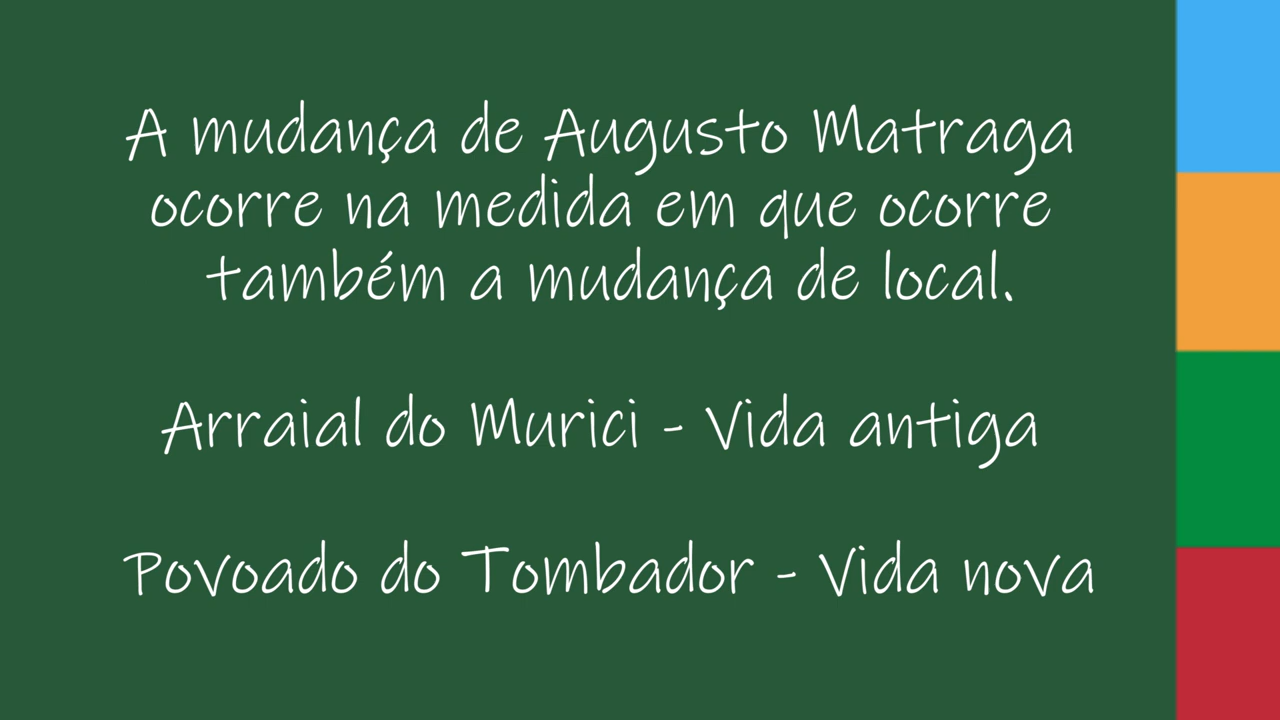 A mudança de Augusto Matraga
ocorre na medida em que ocorre
também a mudança de local.
Arraial do Murici - Vida antiga
Povoado do Tombador - Vida nova